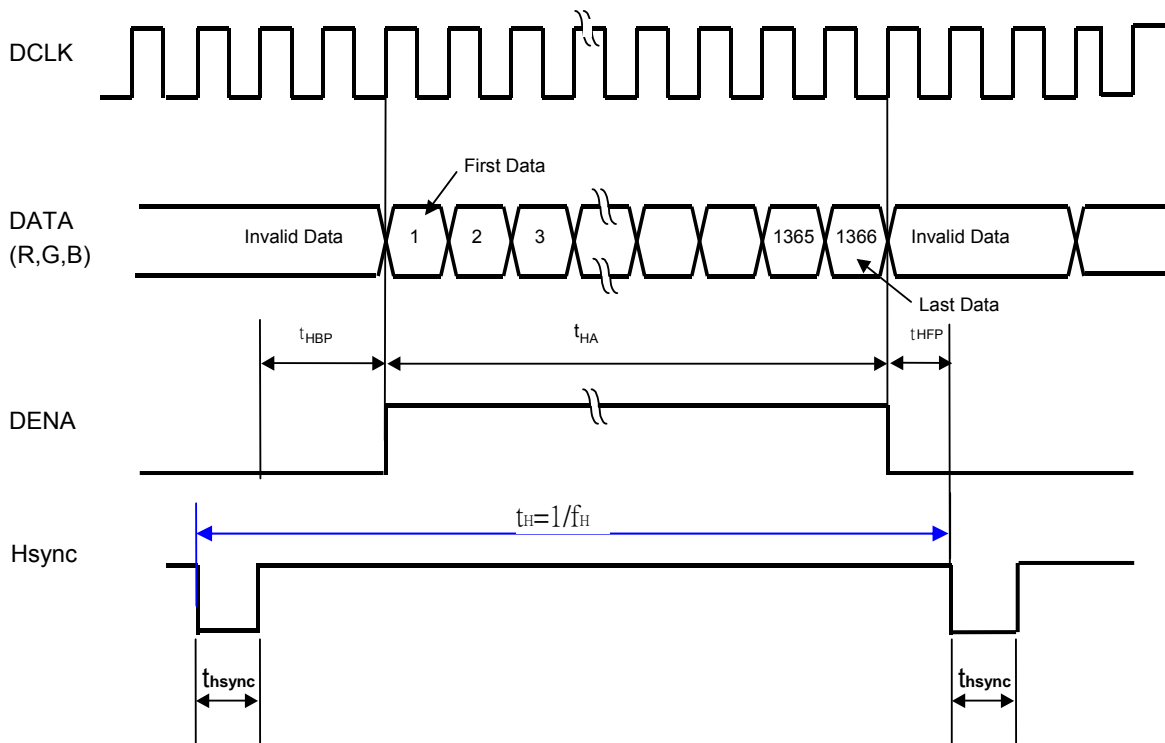 DCLK
First Data
DATA
(R,G,B)
Invalid Data
1
2
3
1365
1366
Invalid Data
Last Data
tHBP
tHA
tHFP
DENA
tH=1/fH
Hsync
thsync
thsync